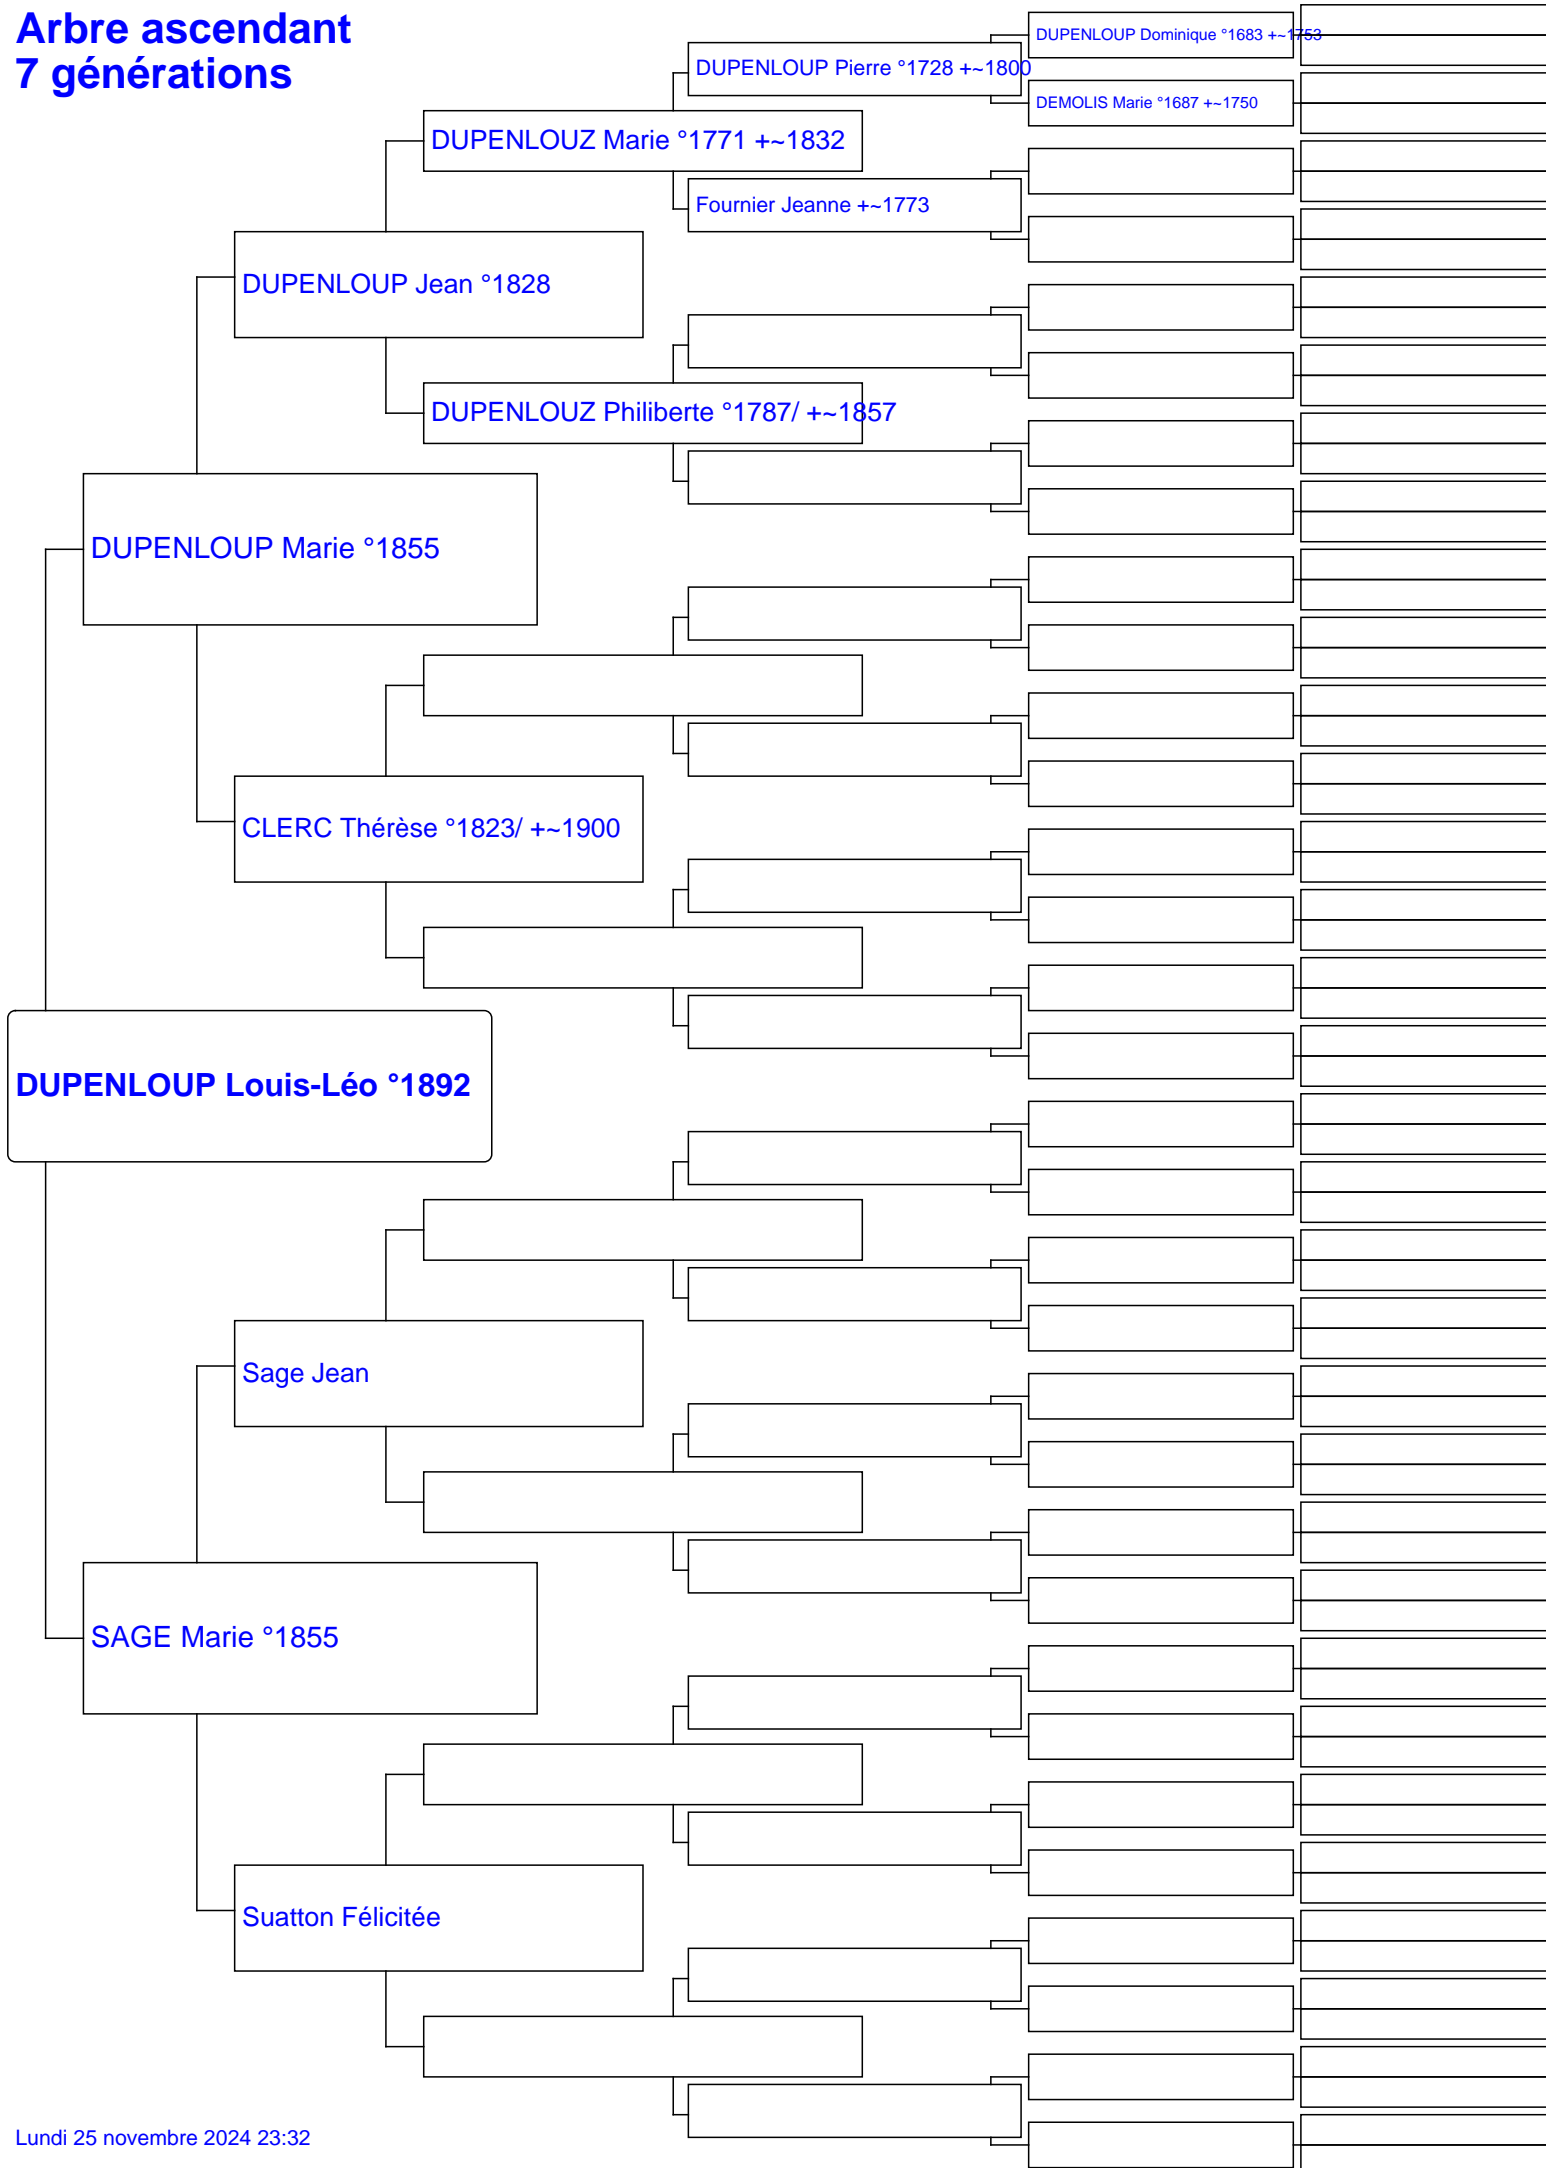 Arbre ascendant
7 générations
DUPENLOUP Dominique °1683 +~1753
DUPENLOUP Pierre °1728 +~1800
DEMOLIS Marie °1687 +~1750
DUPENLOUZ Marie °1771 +~1832
Fournier Jeanne +~1773
DUPENLOUP Jean °1828
DUPENLOUZ Philiberte °1787/ +~1857
DUPENLOUP Marie °1855
CLERC Thérèse °1823/ +~1900
DUPENLOUP Louis-Léo °1892
Sage Jean
SAGE Marie °1855
Suatton Félicitée
Lundi 25 novembre 2024 23:32